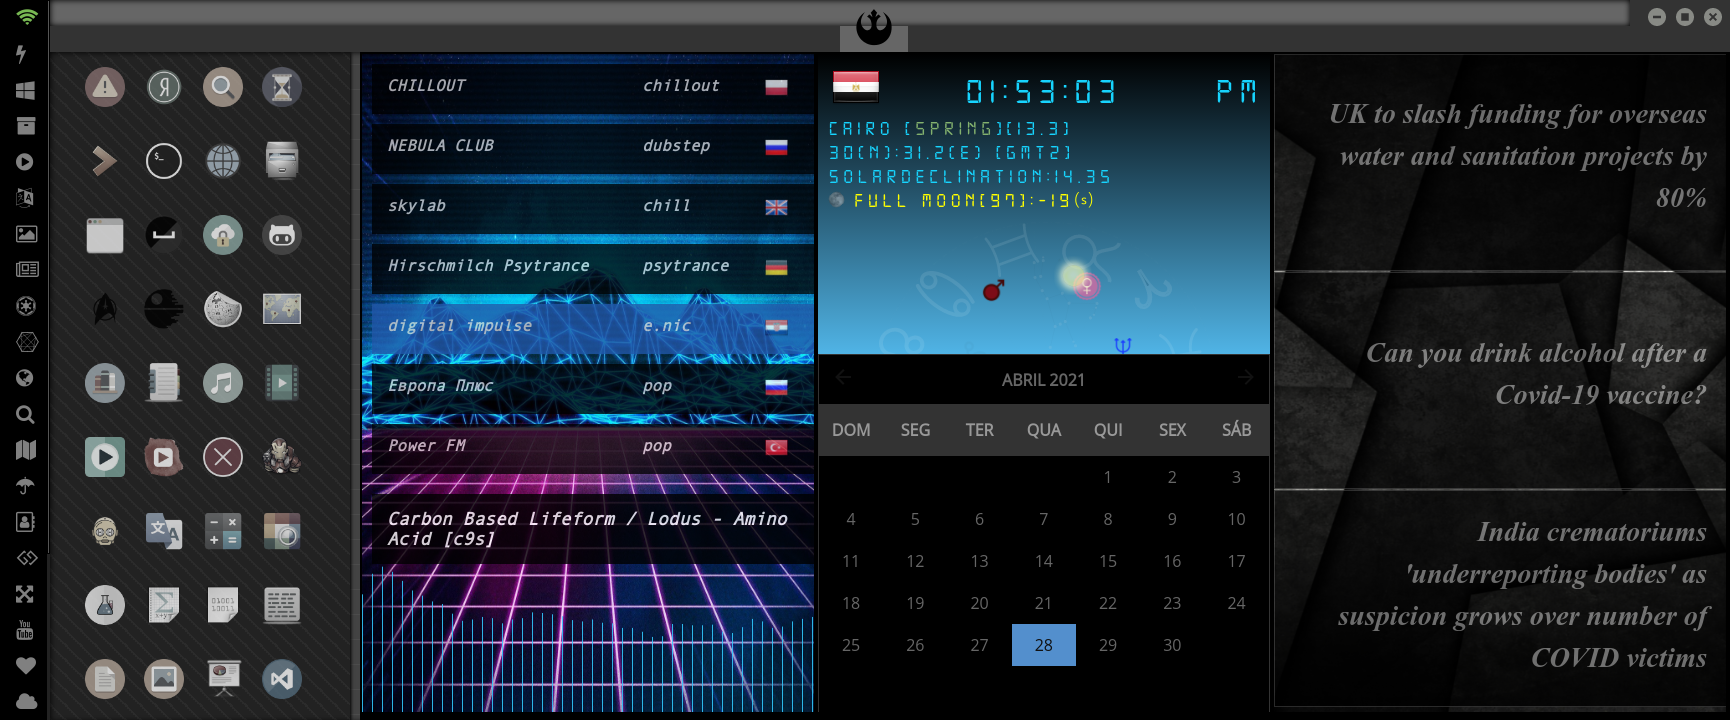 CHILLOUT chillout
NEBULA CLUB dubstep
skylab chill
Hirschmilch Psytrance psytrance
digital impulse e.nic
Европа Плюс pop
Power FM pop
Carbon Based Lifeform / Lodus - Amino
Acid [c9s]
01:53:03 PM
CAIRO [SPRING][13.3]
30(N):31.2(E) [GMT2]
SOLARDECLINATION:14.35
FULL MOON[97]:-19(s)
ABRIL 2021
DOM SEG TER QUA QUI SEX SÁB
1 2 3
4 5 6 7 8 9 10
11 12 13 14 15 16 17
18 19 20 21 22 23 24
25 26 27 28 29 30
UK to slash funding for overseas
water and sanitation projects by
80%
Can you drink alcohol after a
Covid-19 vaccine?
India crematoriums
'underreporting bodies' as
suspicion grows over number of
COVID victims